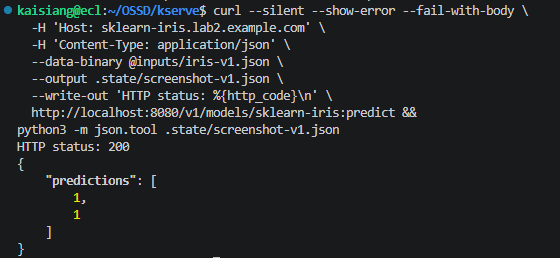 kaisiang@ecl:~/OSSD/kserve$ curl --silent --show-error --fail-with-body \
  -H 'Host: sklearn-iris.lab2.example.com' \
  -H 'Content-Type: application/json' \
  --data-binary @inputs/iris-v1.json \
  --output .state/screenshot-v1.json \
  --write-out 'HTTP status: %{http_code}\n' \
  http://localhost:8080/v1/models/sklearn-iris:predict &&
python3 -m json.tool .state/screenshot-v1.json
HTTP status: 200
{
    "predictions": [
        1,
        1
    ]
}